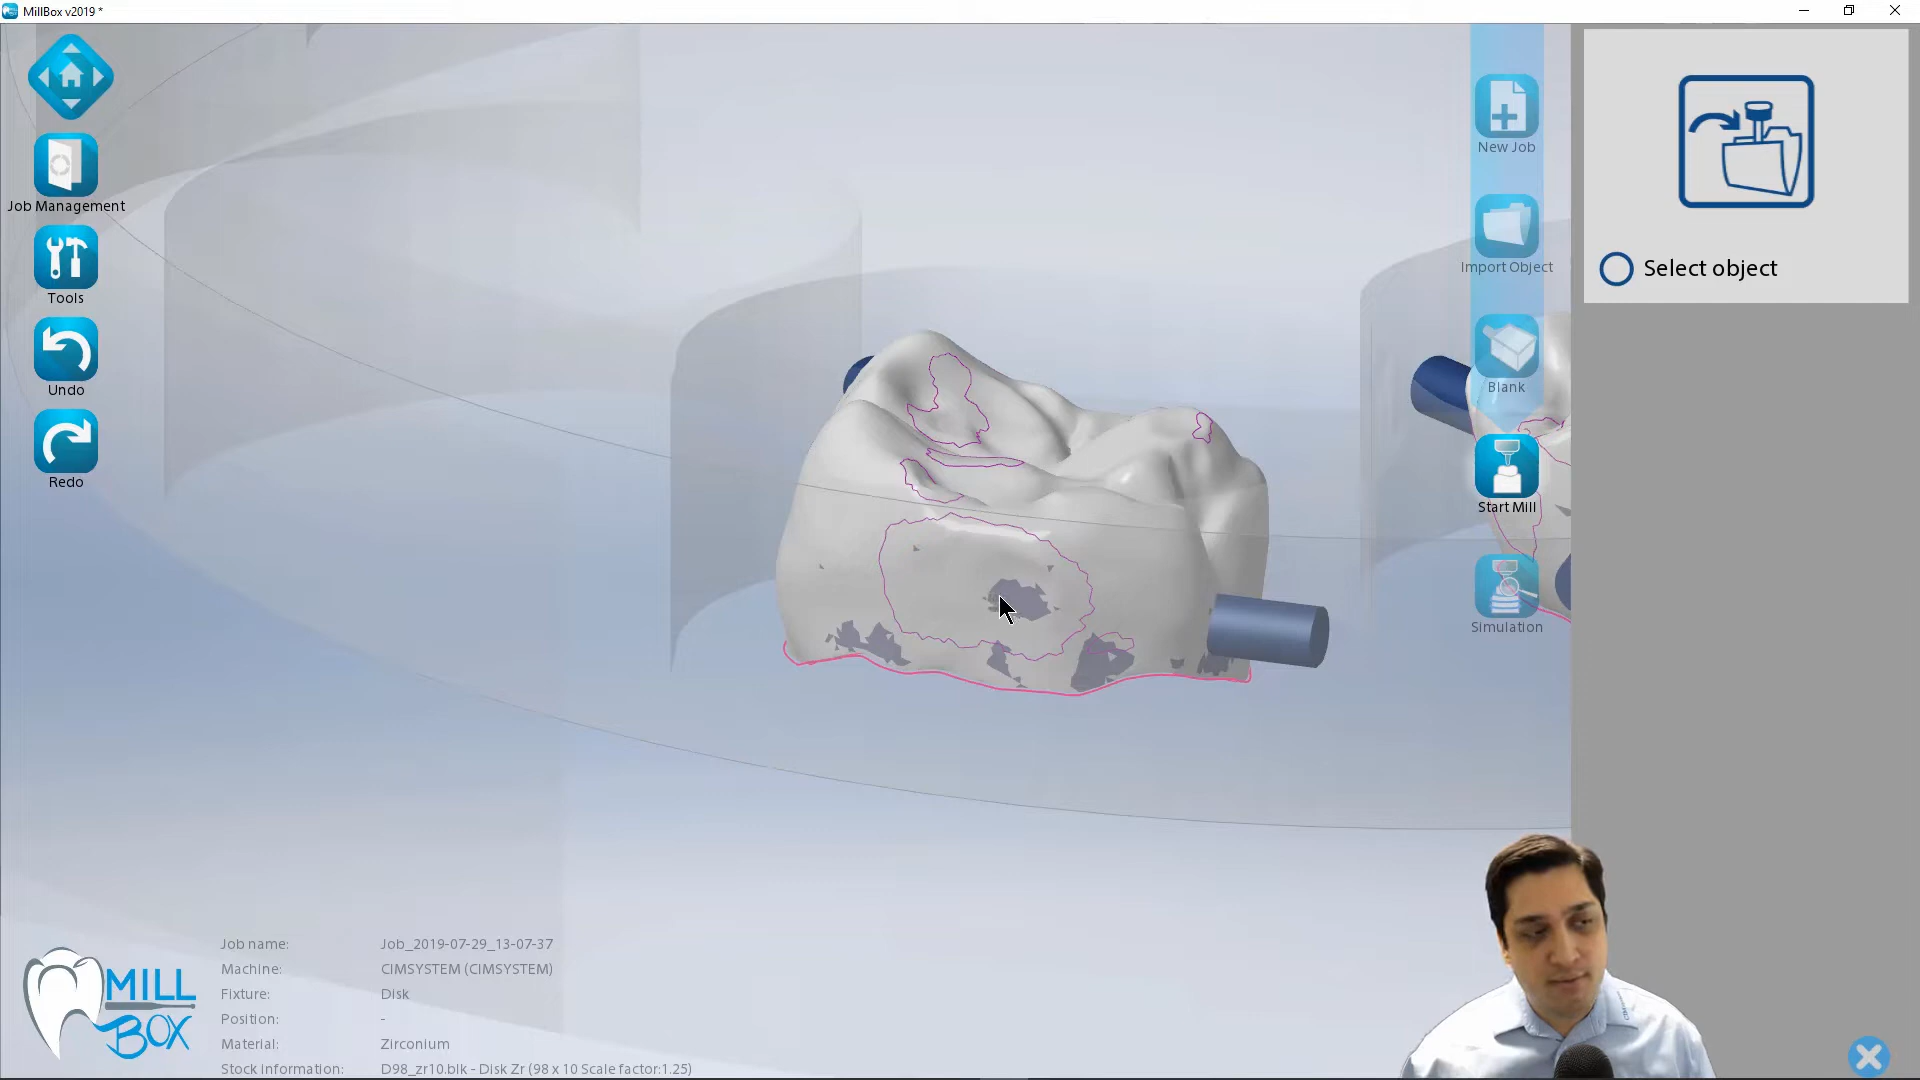 MillBox v2019 *
Job Management
Tools
Undo
Redo
New Job
Import Object
Blank
Start Mill
Simulation
Select object
MILL
BOX
Job name: Job_2019-07-29_13-07-37
Machine: CIMSYSTEM (CIMSYSTEM)
Fixture: Disk
Position: -
Material: Zirconium
Stock information: D98_zr10.blk - Disk Zr (98 x 10 Scale factor:1.25)